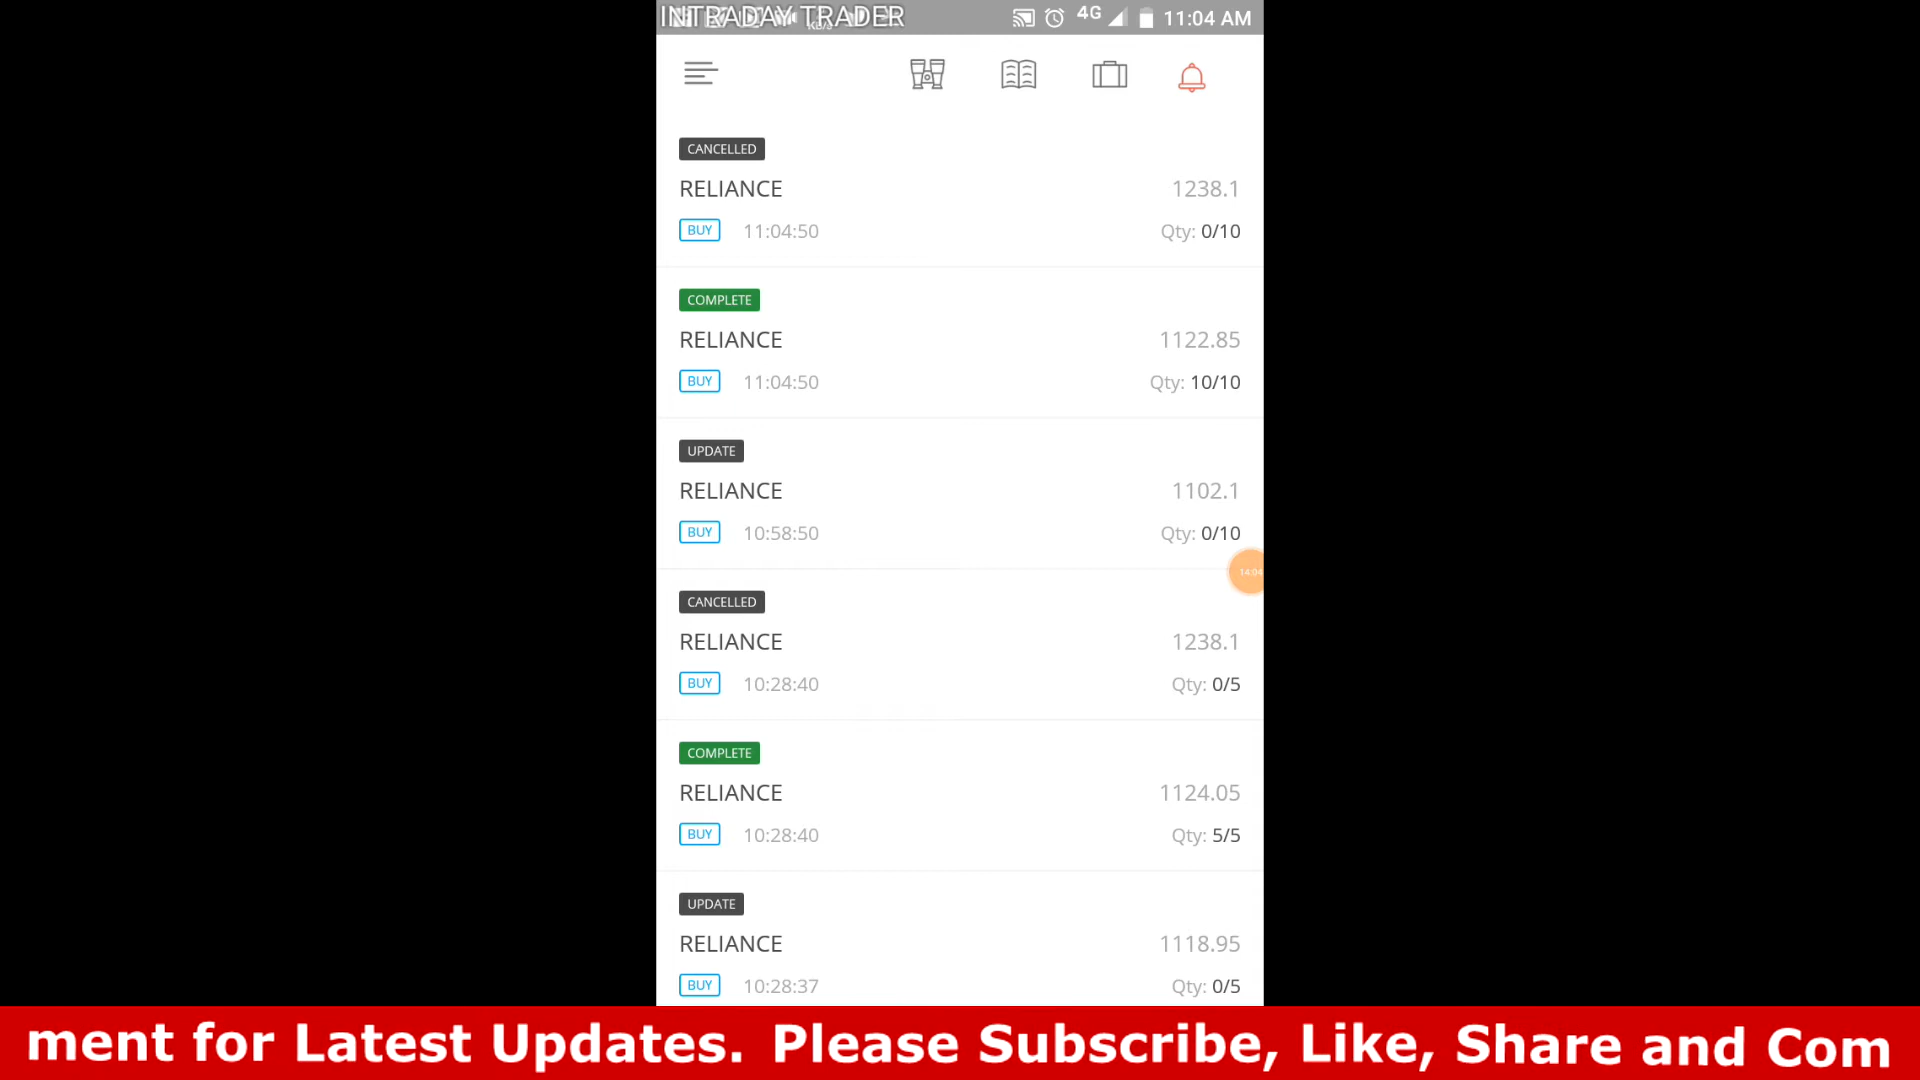 INTRADAY TRADER
KB/s
4G
11:04 AM
CANCELLED
RELIANCE 1238.1
BUY 11:04:50 Qty: 0/10
COMPLETE
RELIANCE 1122.85
BUY 11:04:50 Qty: 10/10
UPDATE
RELIANCE 1102.1
BUY 10:58:50 Qty: 0/10
14:04
CANCELLED
RELIANCE 1238.1
BUY 10:28:40 Qty: 0/5
COMPLETE
RELIANCE 1124.05
BUY 10:28:40 Qty: 5/5
UPDATE
RELIANCE 1118.95
BUY 10:28:37 Qty: 0/5
ment for Latest Updates. Please Subscribe, Like, Share and Com